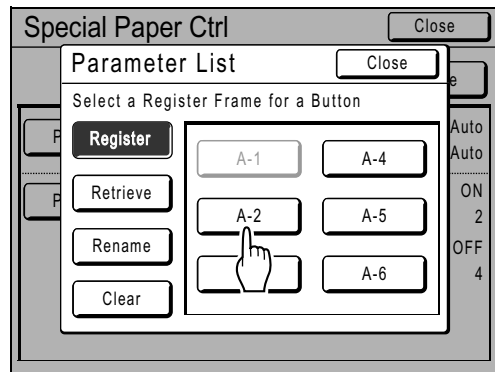 Special Paper Ctrl
Close
Parameter List
Close
e
Select a Register Frame for a Button
P
Register
A-1
A-4
Auto
Auto
P
Retrieve
A-2
A-5
ON
2
Rename
A-6
OFF
4
Clear